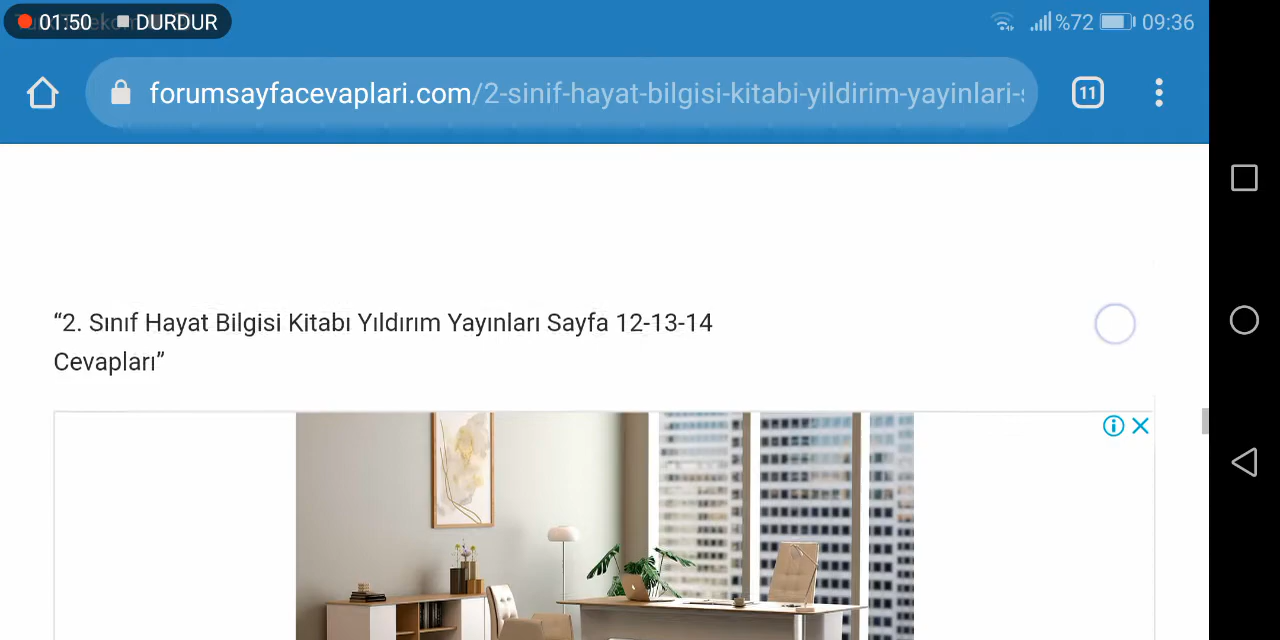 01:50 DURDUR %72 09:36
forumsayfacevaplari.com/2-sinif-hayat-bilgisi-kitabi-yildirim-yayinlari-
11
“2. Sınıf Hayat Bilgisi Kitabı Yıldırım Yayınları Sayfa 12-13-14
Cevapları”